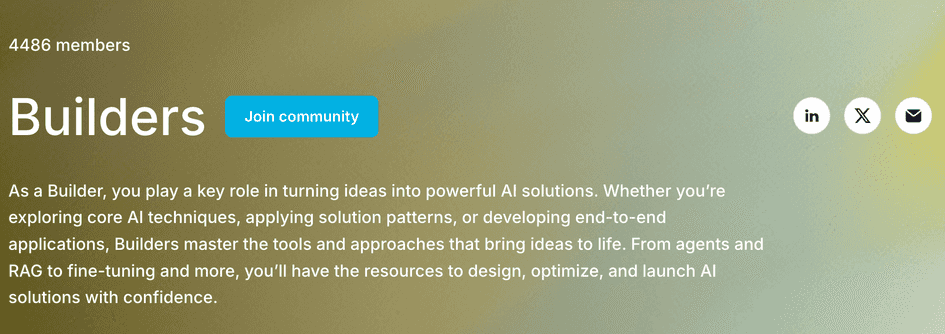 4486 members
Builders
Join community
in
X
As a Builder, you play a key role in turning ideas into powerful AI solutions. Whether you’re
exploring core AI techniques, applying solution patterns, or developing end-to-end
applications, Builders master the tools and approaches that bring ideas to life. From agents and
RAG to fine-tuning and more, you’ll have the resources to design, optimize, and launch AI
solutions with confidence.